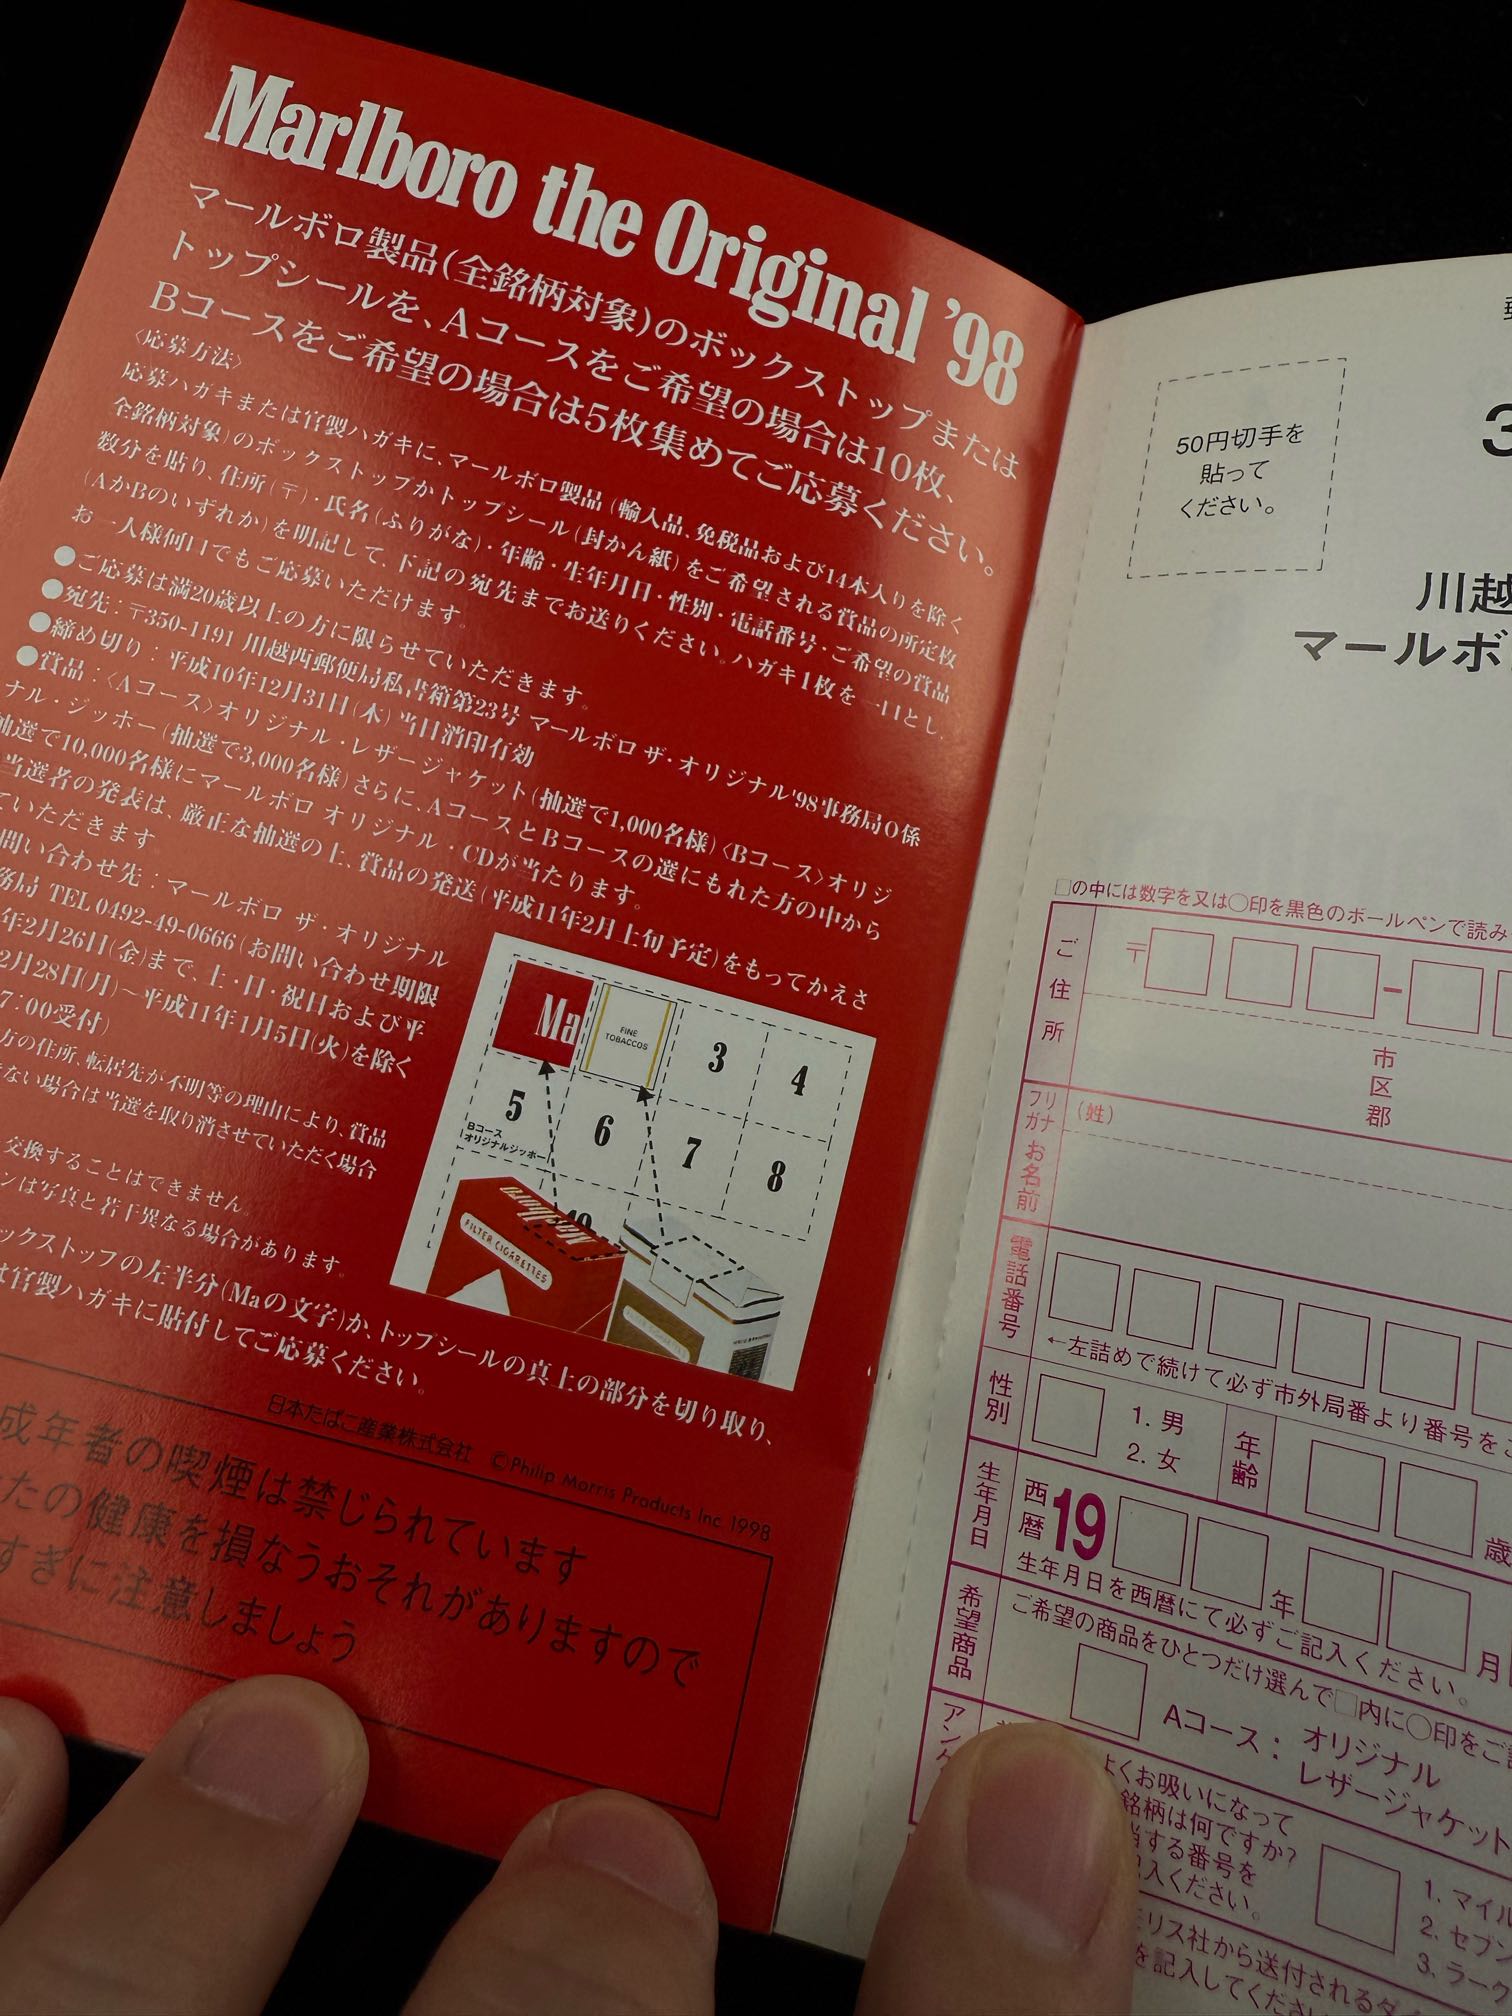 Marlboro the Original '98
マールボロ製品(全銘柄対象)のボックストップまたは
トップシールを、Aコースをご希望の場合は10枚、
Bコースをご希望の場合は5枚集めてご応募ください。
〈応募方法〉
応募ハガキまたは官製ハガキに、マールボロ製品(輸入品、免税品および14本入りを除く
全銘柄対象)のボックストップかトップシール(封かん紙)をご希望される賞品の所定枚
数分を貼り、住所(〒)・氏名(ふりがな)・年齢・生年月日・性別・電話番号・ご希望の賞品
(AかBのいずれか)を明記して、下記の宛先までお送りください。ハガキ1枚を一口とし、
お一人様何口でもご応募いただけます。
●ご応募は満20歳以上の方に限らせていただきます。
●宛先:〒350-1191 川越西郵便局私書箱第23号 マールボロ ザ・オリジナル'98事務局O係
●締め切り:平成10年12月31日(木)当日消印有効
●賞品:〈Aコース〉オリジナル・レザージャケット(抽選で1,000名様)〈Bコース〉オリジ
ナル・ジッポー(抽選で3,000名様)さらに、AコースとBコースの選にもれた方の中から
抽選で10,000名様にマールボロ オリジナル・CDが当たります。
当選者の発表は、厳正な抽選の上、賞品の発送(平成11年2月上旬予定)をもってかえさ
ていただきます
問い合わせ先:マールボロ ザ・オリジナル
務局 TEL 0492-49-0666(お問い合わせ期限
年2月26日(金)まで、土・日・祝日および平
2月28日(月)〜平成11年1月5日(火)を除く
7:00受付)
方の住所、転居先が不明等の理由により、賞品
ない場合は当選を取り消させていただく場合
交換することはできません。
ンは写真と若干異なる場合があります。
ックストップの左半分(Maの文字)か、トップシールの真上の部分を切り取り、
は官製ハガキに貼付してご応募ください。
Ma
FINE
TOBACCOS
3
4
5
6
7
8
Bコース
オリジナルジッポー
10
Marlboro
FILTER CIGARETTES
日本たばこ産業株式会社 ©Philip Morris Products Inc 1998
成年者の喫煙は禁じられています
たの健康を損なうおそれがありますので
すぎに注意しましょう
50円切手を
貼って
ください。
3
川越
マールボ
□の中には数字を又は○印を黒色のボールペンで読み
ご住所
〒
市
区
郡
フリガナ
お名前
(姓)
電話番号
←左詰めで続けて必ず市外局番より番号をご
性別
1. 男
2. 女
年齢
歳
生年月日
西暦
19
年
月
生年月日を西暦にて必ずご記入ください。
希望商品
ご希望の商品をひとつだけ選んで□内に○印をご記
Aコース:オリジナル
レザージャケット
アンケ
よくお吸いになって
銘柄は何ですか?
当する番号を
入ください。
1. マイル
2. セブン
3. ラーク
リス社から送付されるダ
を記入してくださ